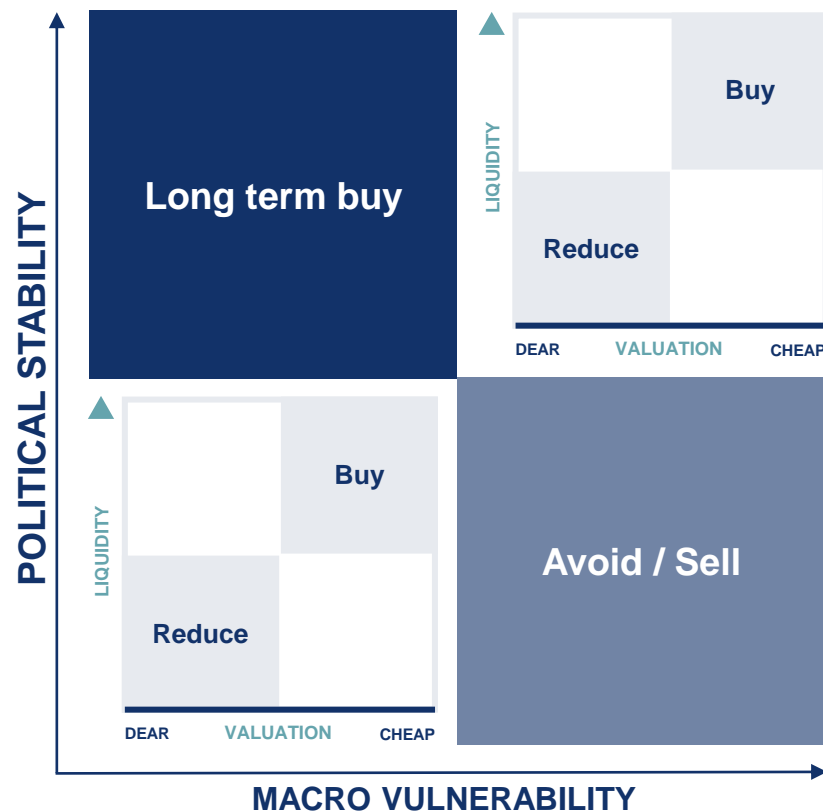 POLITICAL STABILITY
Long term buy
LIQUIDITY
Buy
Reduce
DEAR VALUATION CHEAP
LIQUIDITY
Buy
Reduce
DEAR VALUATION CHEAP
Avoid / Sell
MACRO VULNERABILITY